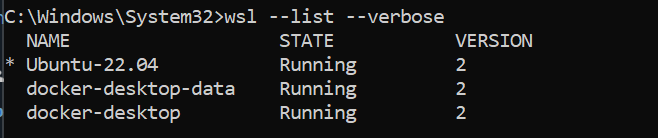 C:\Windows\System32>wsl --list --verbose
  NAME                   STATE           VERSION
* Ubuntu-22.04           Running         2
  docker-desktop-data    Running         2
  docker-desktop         Running         2